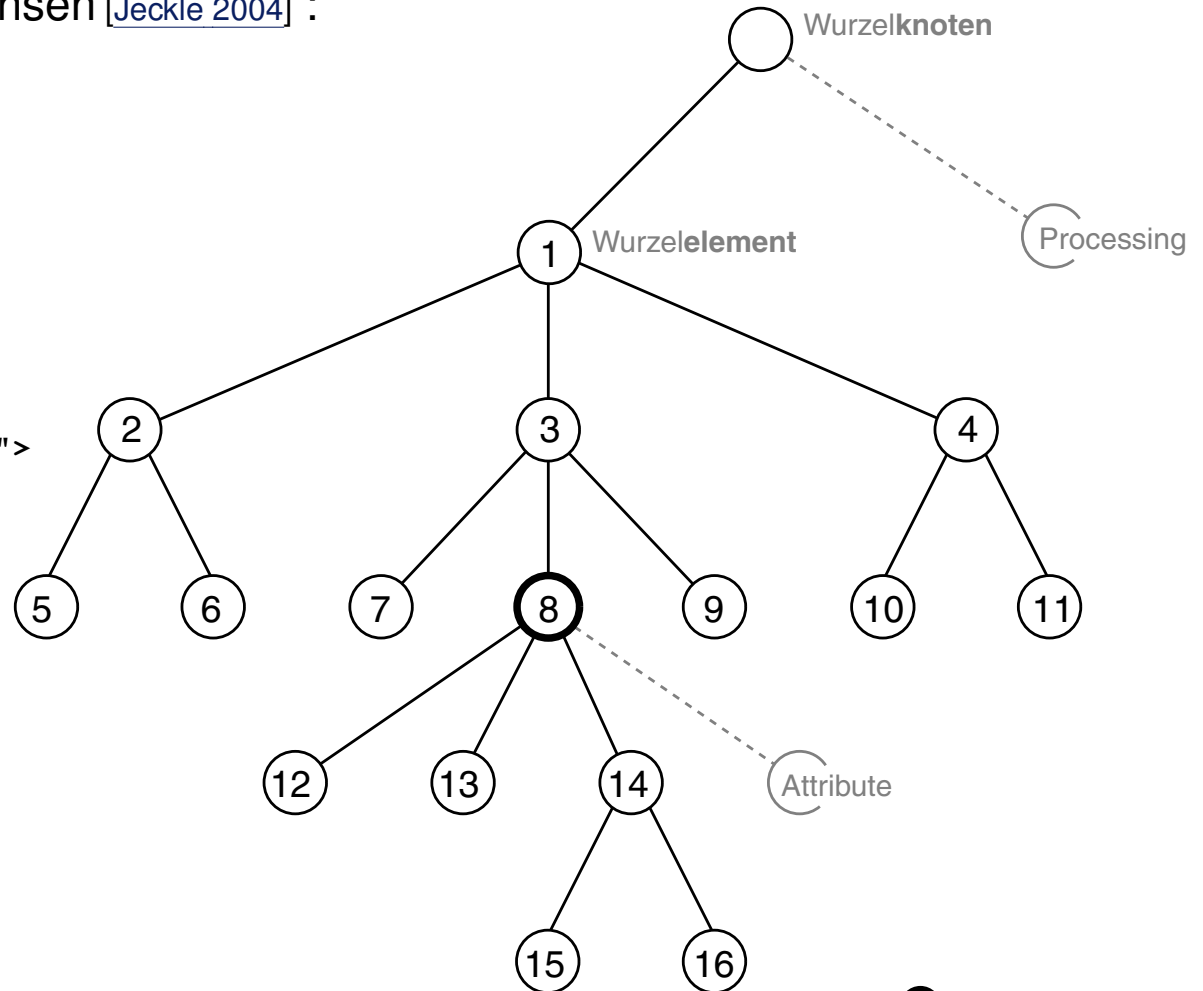 nsen [Jeckle 2004] :
Wurzelknoten
Processing
1 Wurzelelement
">
2 3 4
5 6 7 8 9 10 11
12 13 14 Attribute
15 16